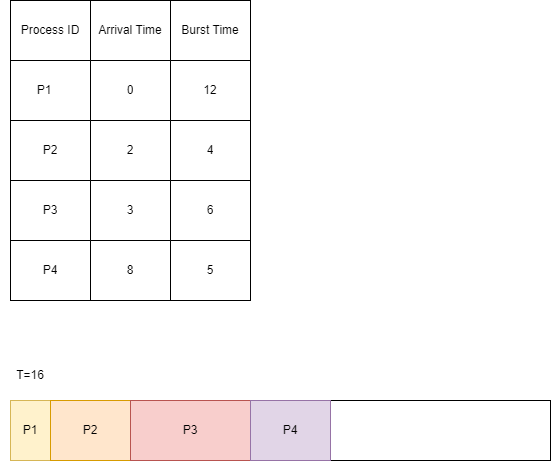 Process ID Arrival Time Burst Time
P1 0 12
P2 2 4
P3 3 6
P4 8 5
T=16
P1 P2 P3 P4